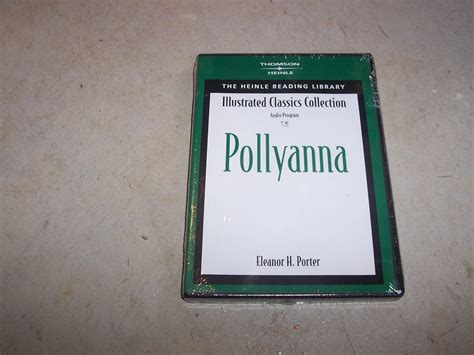 THOMSON
HEINLE
THE HEINLE READING LIBRARY
Illustrated Classics Collection
Audio Program
Pollyanna
Eleanor H. Porter